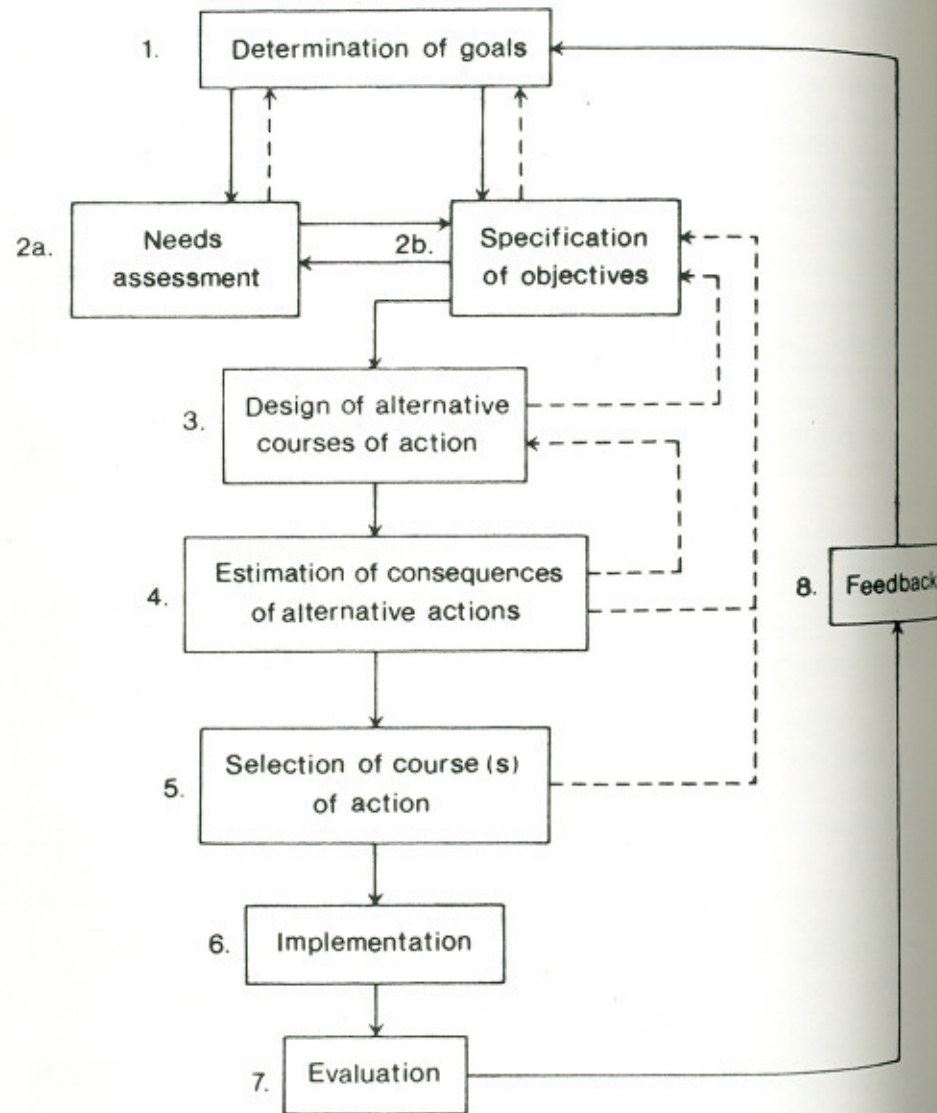 1.
Determination of goals
2a.
Needs
assessment
2b.
Specification
of objectives
3.
Design of alternative
courses of action
4.
Estimation of consequences
of alternative actions
5.
Selection of course (s)
of action
6.
Implementation
7.
Evaluation
8.
Feedback